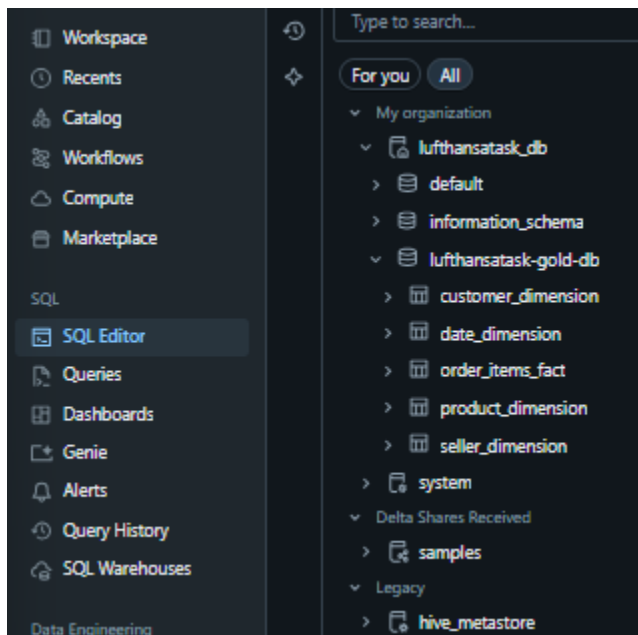 Workspace
Recents
Catalog
Workflows
Compute
Marketplace
SQL
SQL Editor
Queries
Dashboards
Genie
Alerts
Query History
SQL Warehouses
Data Engineering
Type to search...
For you All
My organization
lufthansatask_db
default
information_schema
lufthansatask-gold-db
customer_dimension
date_dimension
order_items_fact
product_dimension
seller_dimension
system
Delta Shares Received
samples
Legacy
hive_metastore